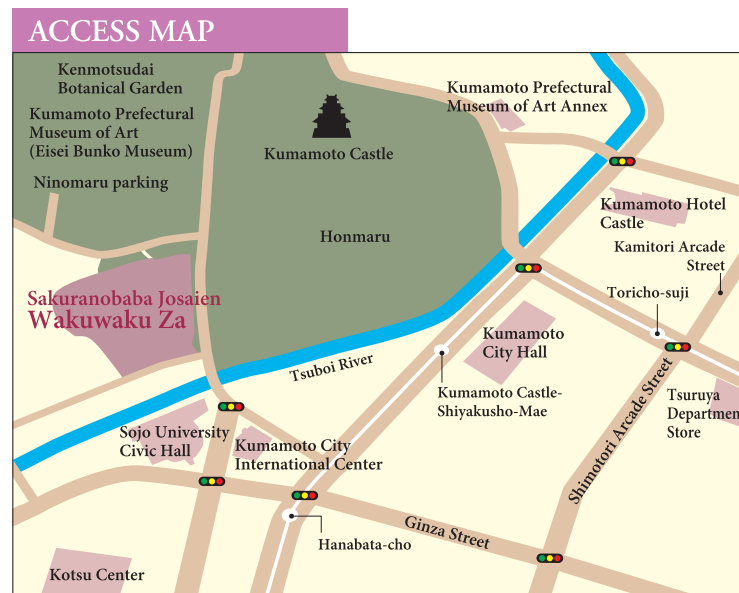 ACCESS MAP
Kenmotsudai
Botanical Garden
Kumamoto Prefectural
Museum of Art
(Eisei Bunko Museum)
Ninomaru parking
Kumamoto Castle
Honmaru
Kumamoto Prefectural
Museum of Art Annex
Kumamoto Hotel
Castle
Kamitori Arcade
Street
Toricho-suji
Sakuranobaba Josaien
Wakuwaku Za
Tsuboi River
Kumamoto
City Hall
Kumamoto Castle-
Shiyakusho-Mae
Shimotori Arcade Street
Tsuruya
Departmen
Store
Sojo University
Civic Hall
Kumamoto City
International Center
Ginza Street
Hanabata-cho
Kotsu Center